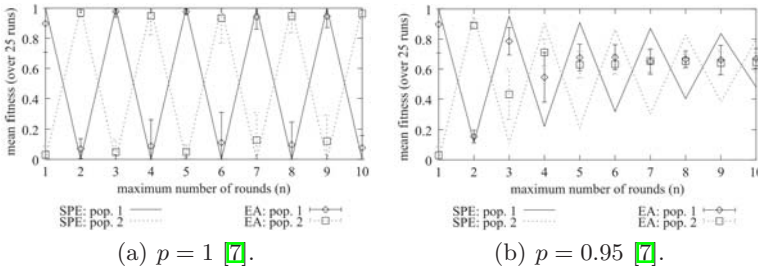 mean fitness (over 25 runs)
1
0.8
0.6
0.4
0.2
0
1 2 3 4 5 6 7 8 9 10
maximum number of rounds (n)
SPE: pop. 1
SPE: pop. 2
EA: pop. 1
EA: pop. 2
(a) p = 1 [7].
mean fitness (over 25 runs)
1
0.8
0.6
0.4
0.2
0
1 2 3 4 5 6 7 8 9 10
maximum number of rounds (n)
SPE: pop. 1
SPE: pop. 2
EA: pop. 1
EA: pop. 2
(b) p = 0.95 [7].